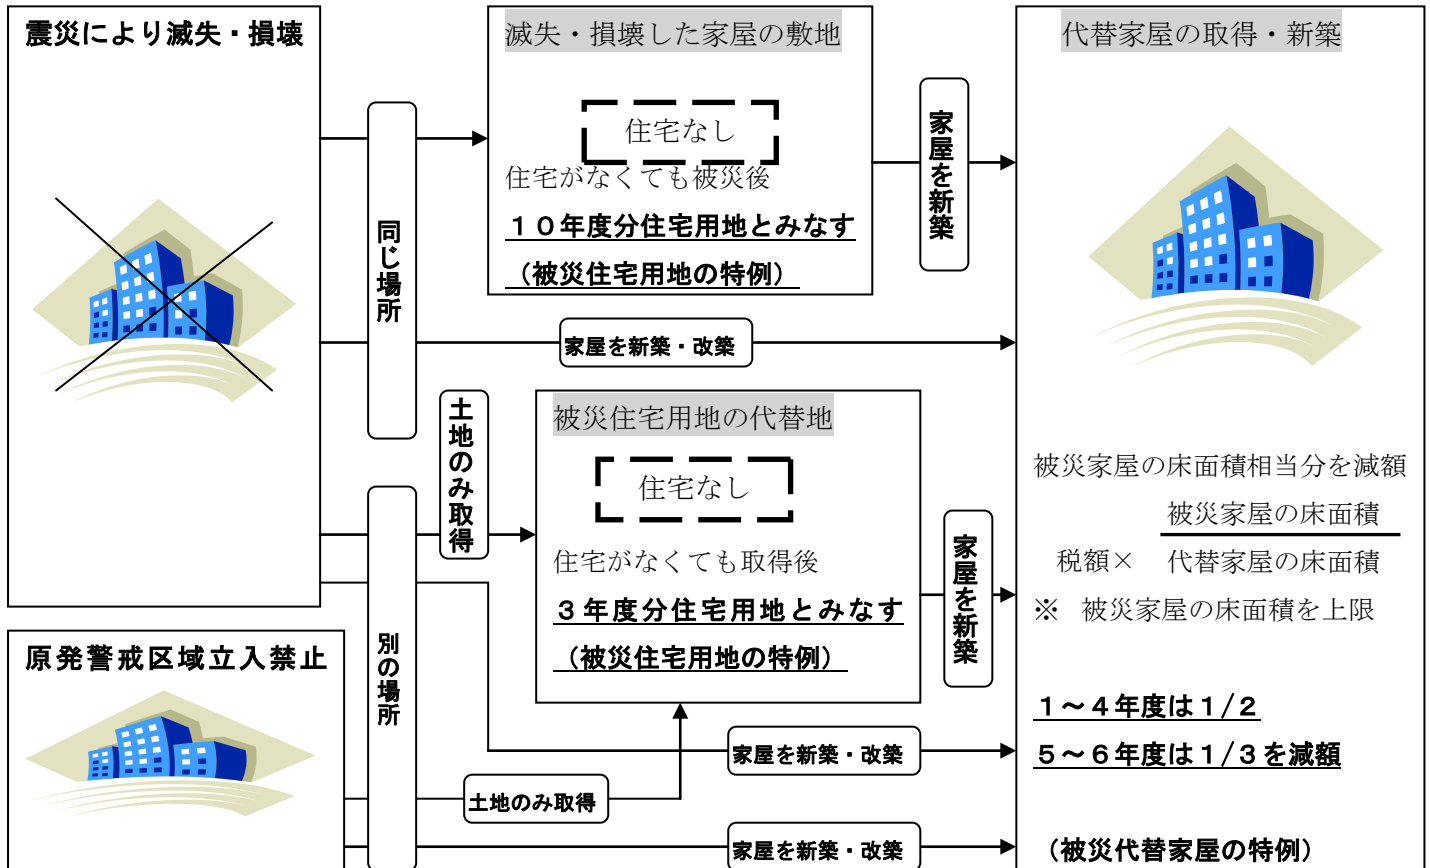 震災により滅失・損壊
滅失・損壊した家屋の敷地
住宅なし
住宅がなくても被災後
１０年度分住宅用地とみなす
（被災住宅用地の特例）
同じ場所
家屋を新築
家屋を新築・改築
土地のみ取得
被災住宅用地の代替地
住宅なし
住宅がなくても取得後
３年度分住宅用地とみなす
（被災住宅用地の特例）
家屋を新築
別の場所
家屋を新築・改築
原発警戒区域立入禁止
土地のみ取得
家屋を新築・改築
代替家屋の取得・新築
被災家屋の床面積相当分を減額
被災家屋の床面積
税額× 代替家屋の床面積
※ 被災家屋の床面積を上限
１～４年度は１/２
５～６年度は１/３を減額
（被災代替家屋の特例）